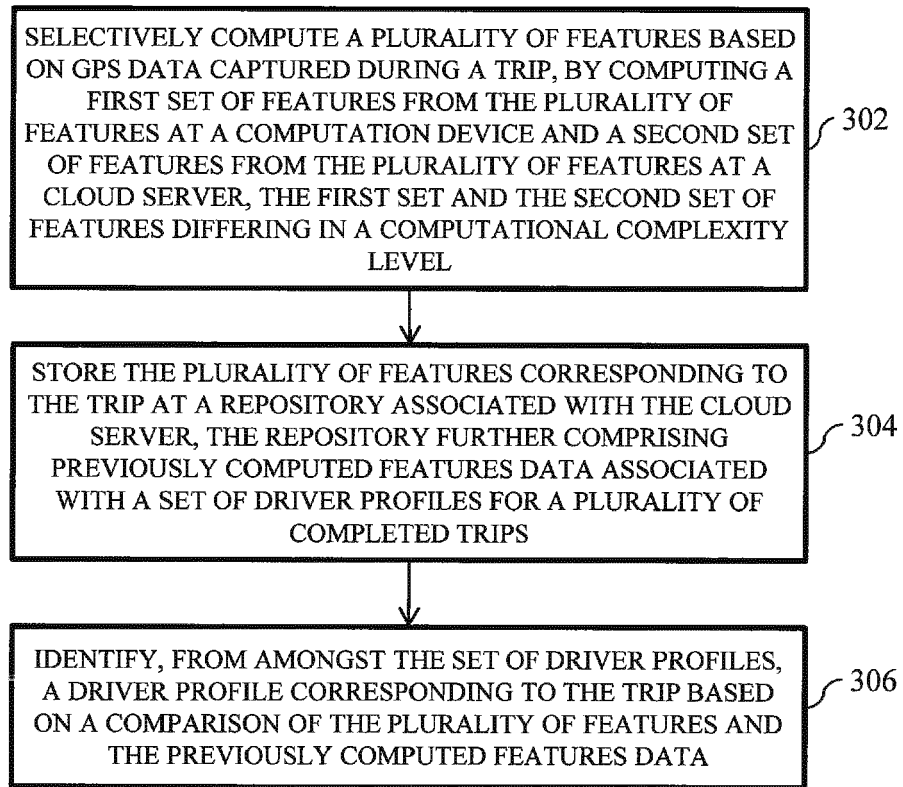 SELECTIVELY COMPUTE A PLURALITY OF FEATURES BASED
ON GPS DATA CAPTURED DURING A TRIP, BY COMPUTING A
FIRST SET OF FEATURES FROM THE PLURALITY OF
FEATURES AT A COMPUTATION DEVICE AND A SECOND SET
OF FEATURES FROM THE PLURALITY OF FEATURES AT A
CLOUD SERVER, THE FIRST SET AND THE SECOND SET OF
FEATURES DIFFERING IN A COMPUTATIONAL COMPLEXITY
LEVEL
302
STORE THE PLURALITY OF FEATURES CORRESPONDING TO
THE TRIP AT A REPOSITORY ASSOCIATED WITH THE CLOUD
SERVER, THE REPOSITORY FURTHER COMPRISING
PREVIOUSLY COMPUTED FEATURES DATA ASSOCIATED
WITH A SET OF DRIVER PROFILES FOR A PLURALITY OF
COMPLETED TRIPS
304
IDENTIFY, FROM AMONGST THE SET OF DRIVER PROFILES,
A DRIVER PROFILE CORRESPONDING TO THE TRIP BASED
ON A COMPARISON OF THE PLURALITY OF FEATURES AND
THE PREVIOUSLY COMPUTED FEATURES DATA
306